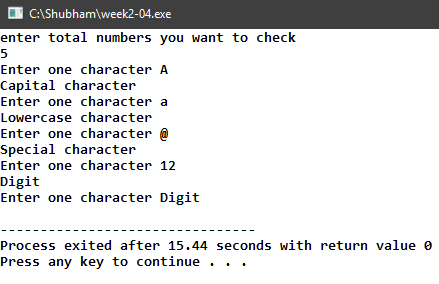 C:\Shubham\week2-04.exe
enter total numbers you want to check
5
Enter one character A
Capital character
Enter one character a
Lowercase character
Enter one character @
Special character
Enter one character 12
Digit
Enter one character Digit
--------------------------------
Process exited after 15.44 seconds with return value 0
Press any key to continue . . .